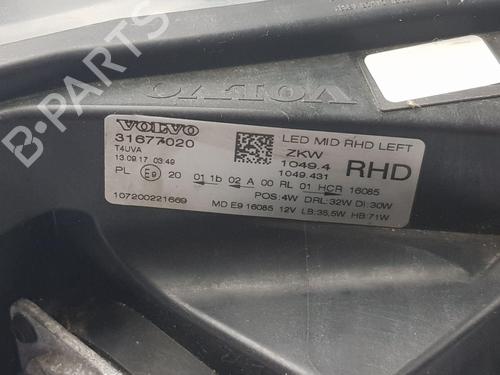 VOLVO
VOLVO
31677020
T4UVA
13.09.17 03:49
PL E9 20 01 1b 02 A 00 RL 01 HCR 16085
107200221669
LED MID RHD LEFT
ZKW
1049.4
1049.431
RHD
POS:4W DRL:32W DI:30W
MD E9 16085 12V LB:35,5W HB:71W